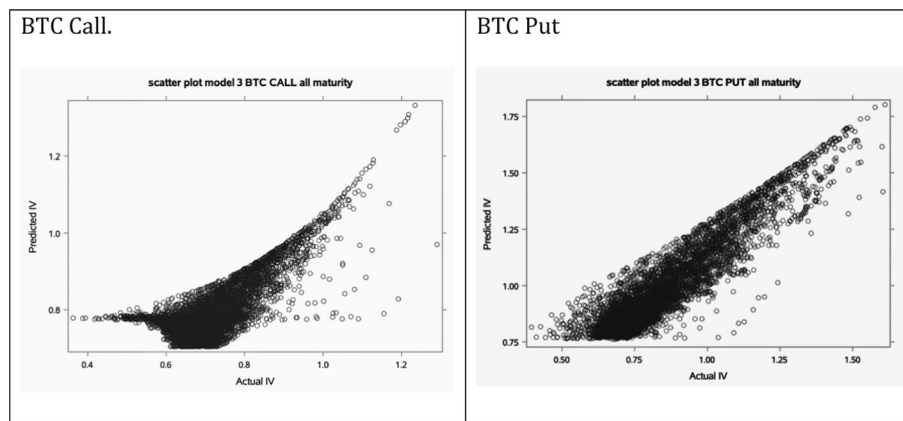 BTC Call.
scatter plot model 3 BTC CALL all maturity
1.2
1.0
0.8
Predicted IV
0.4
0.6
0.8
1.0
1.2
Actual IV
BTC Put
scatter plot model 3 BTC PUT all maturity
1.75
1.50
1.25
1.00
0.75
Predicted IV
0.50
0.75
1.00
1.25
1.50
Actual IV